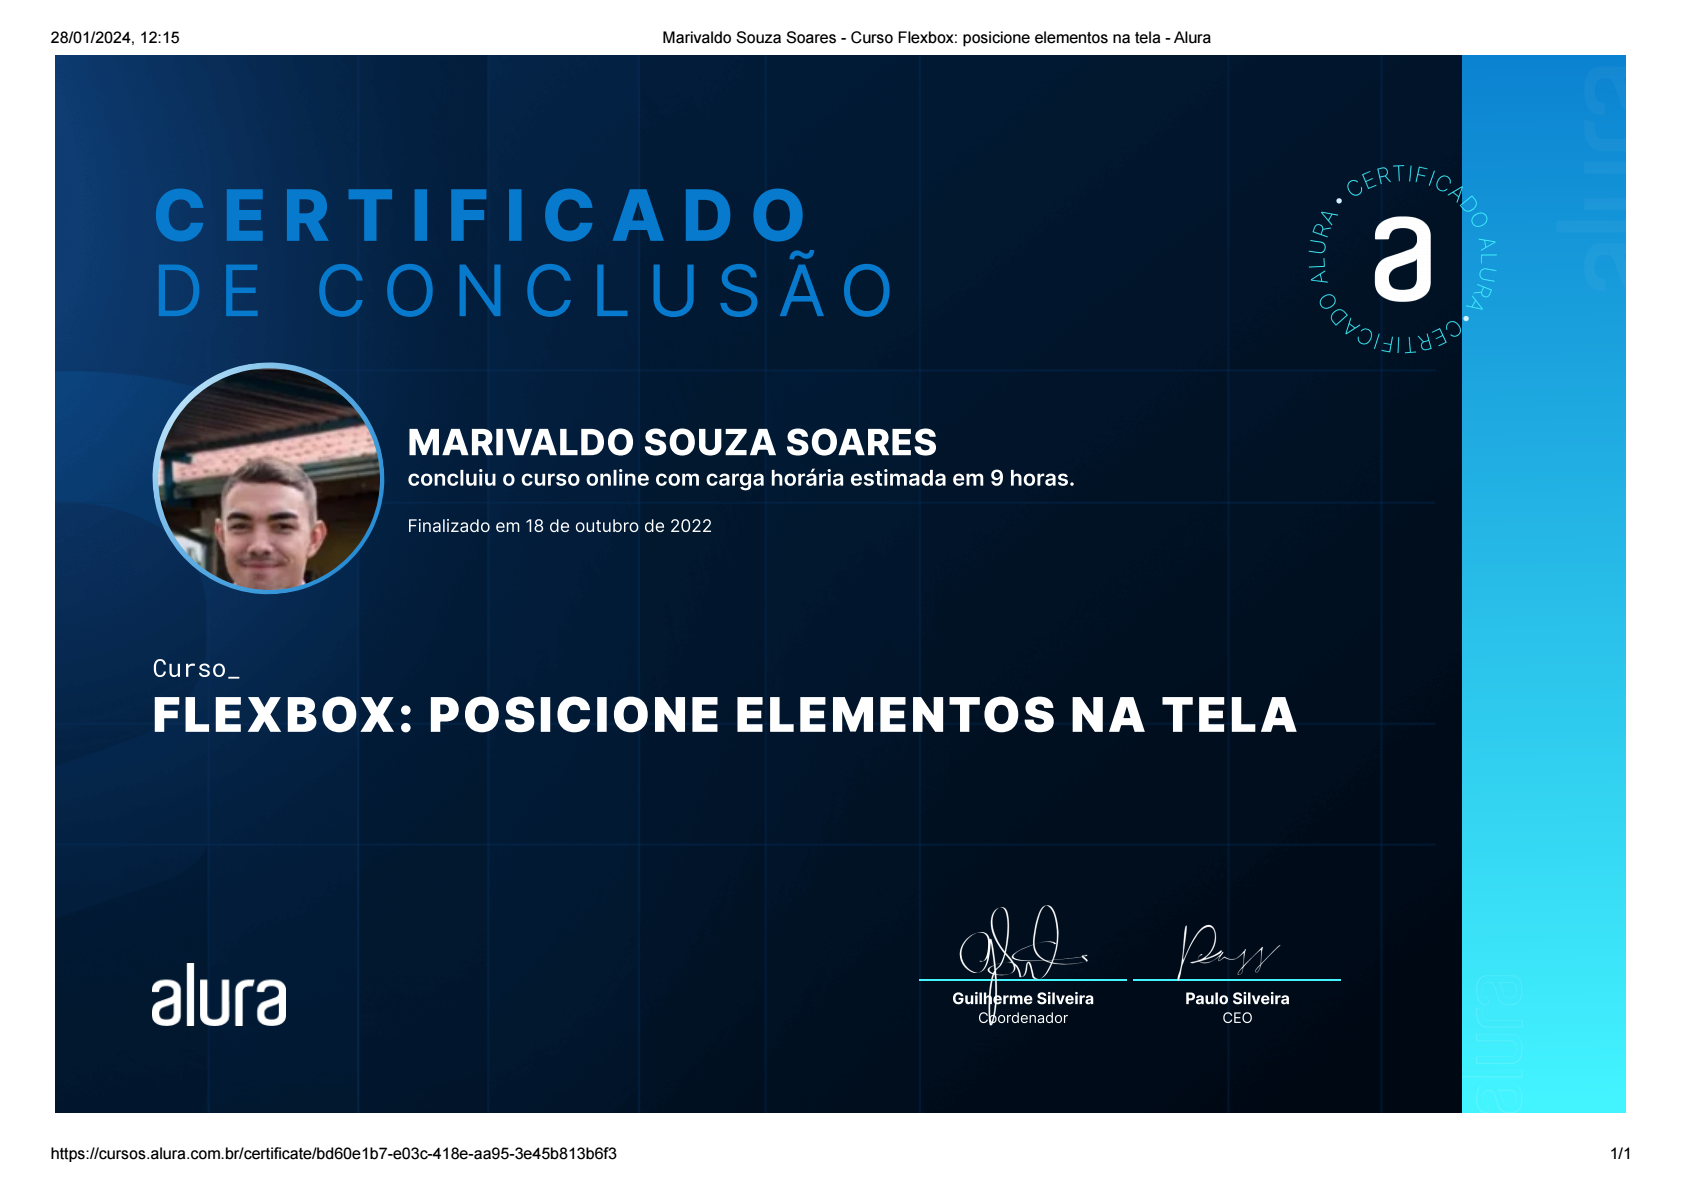 28/01/2024, 12:15
Marivaldo Souza Soares - Curso Flexbox: posicione elementos na tela - Alura
CERTIFICADO
DE CONCLUSÃO
CERTIFICADO ALURA • CERTIFICADO ALURA •
a
alura
MARIVALDO SOUZA SOARES
concluiu o curso online com carga horária estimada em 9 horas.
Finalizado em 18 de outubro de 2022
Curso_
FLEXBOX: POSICIONE ELEMENTOS NA TELA
alura
Guilherme Silveira
Coordenador
Paulo Silveira
CEO
alura
https://cursos.alura.com.br/certificate/bd60e1b7-e03c-418e-aa95-3e45b813b6f3
1/1